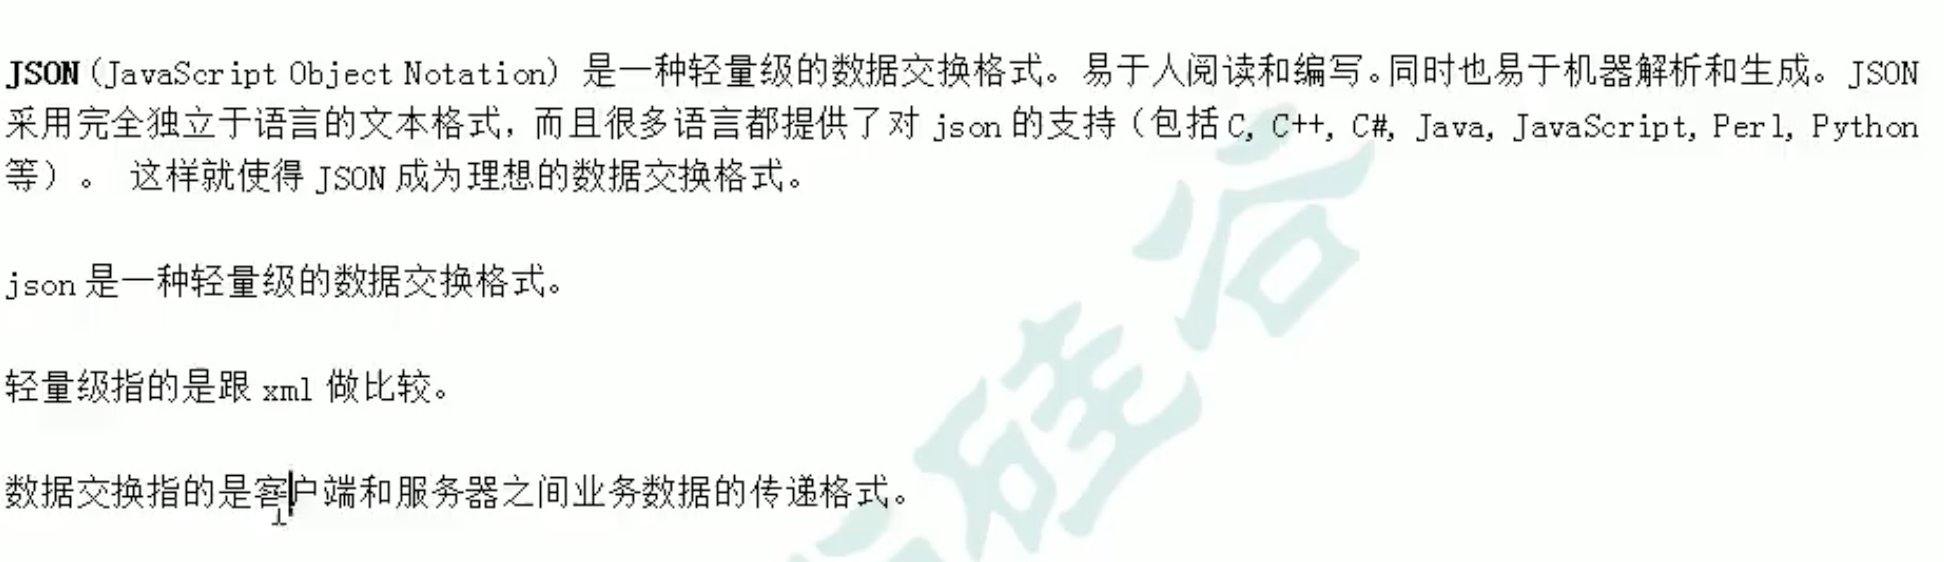 JSON(JavaScript Object Notation) 是一种轻量级的数据交换格式。易于人阅读和编写。同时也易于机器解析和生成。JSON
采用完全独立于语言的文本格式，而且很多语言都提供了对 json 的支持（包括 C, C++, C#, Java, JavaScript, Perl, Python
等）。 这样就使得 JSON 成为理想的数据交换格式。
json 是一种轻量级的数据交换格式。
轻量级指的是跟 xml 做比较。
数据交换指的是客户端和服务器之间业务数据的传递格式。
硅谷